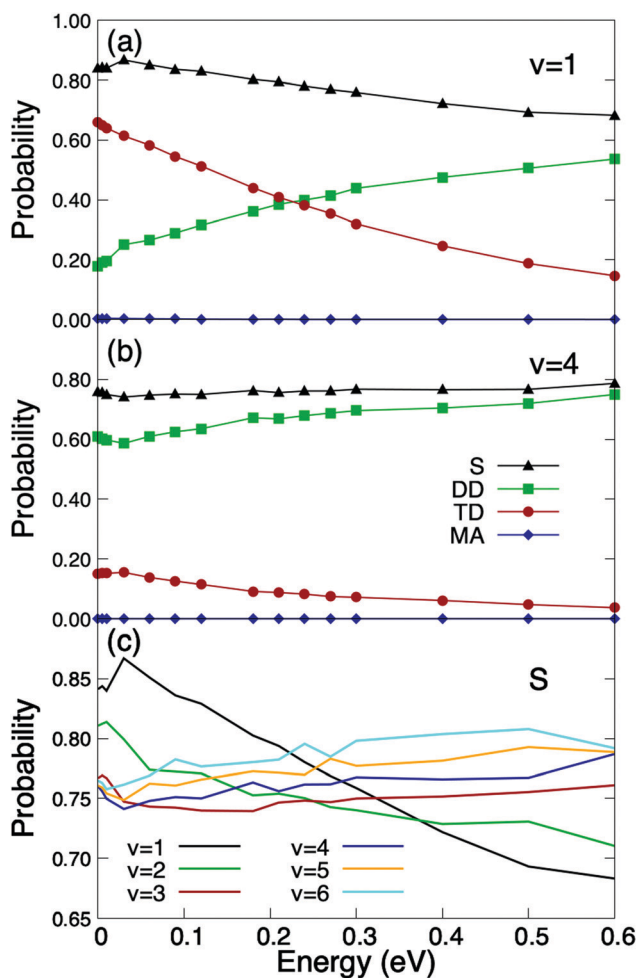 1.00
(a)
v=1
0.80
0.60
0.40
0.20
0.00
Probability
(b)
v=4
0.80
0.60
0.40
0.20
0.00
Probability
S
DD
TD
MA
(c)
S
0.85
0.80
0.75
0.70
0.65
Probability
v=1
v=2
v=3
v=4
v=5
v=6
0 0.1 0.2 0.3 0.4 0.5 0.6
Energy (eV)